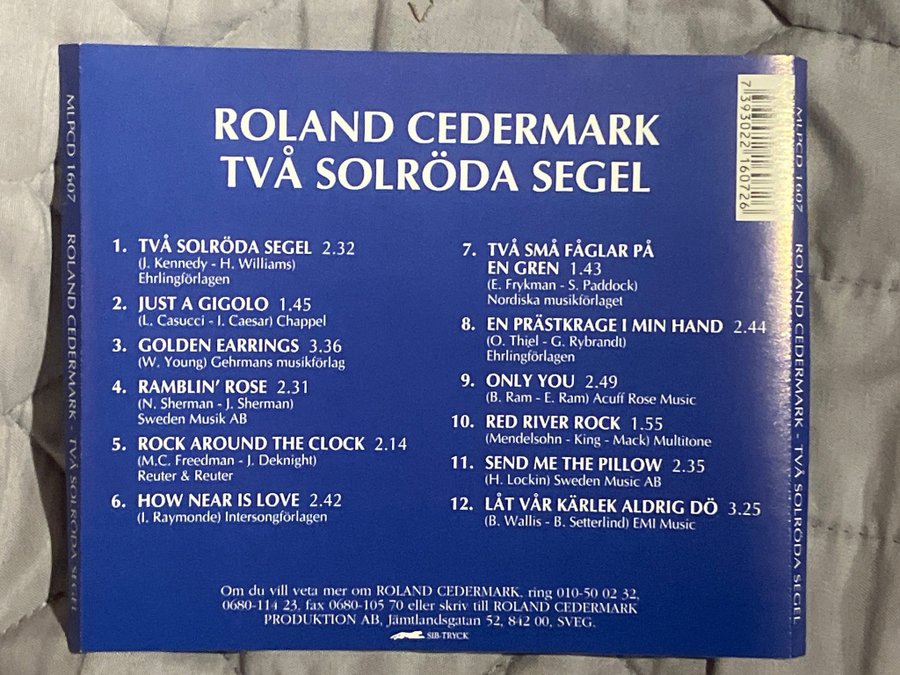 ROLAND CEDERMARK
TVÅ SOLRÖDA SEGEL
7393022160726
MLPCD 1607 ROLAND CEDERMARK - TVÅ SOLRÖDA SEGEL
1. TVÅ SOLRÖDA SEGEL 2.32
(J. Kennedy - H. Williams)
Ehrlingförlagen
2. JUST A GIGOLO 1.45
(L. Casucci - I. Caesar) Chappel
3. GOLDEN EARRINGS 3.36
(W. Young) Gehrmans musikförlag
4. RAMBLIN' ROSE 2.31
(N. Sherman - J. Sherman)
Sweden Musik AB
5. ROCK AROUND THE CLOCK 2.14
(M.C. Freedman - J. Deknight)
Reuter & Reuter
6. HOW NEAR IS LOVE 2.42
(I. Raymonde) Intersongförlagen
7. TVÅ SMÅ FÅGLAR PÅ
EN GREN 1.43
(E. Frykman - S. Paddock)
Nordiska musikförlaget
8. EN PRÄSTKRAGE I MIN HAND 2.44
(O. Thiel - G. Rybrandt)
Ehrlingförlagen
9. ONLY YOU 2.49
(B. Ram - E. Ram) Acuff Rose Music
10. RED RIVER ROCK 1.55
(Mendelsohn - King - Mack) Multitone
11. SEND ME THE PILLOW 2.35
(H. Lockin) Sweden Music AB
12. LÅT VÅR KÄRLEK ALDRIG DÖ 3.25
(B. Wallis - B. Setterlind) EMI Music
MLPCD 1607 ROLAND CEDERMARK - TVÅ SOLRÖDA SEGEL
Om du vill veta mer om ROLAND CEDERMARK, ring 010-50 02 32,
0680-114 23, fax 0680-105 70 eller skriv till ROLAND CEDERMARK
PRODUKTION AB, Jämtlandsgatan 52, 842 00, SVEG.
SIB-TRYCK